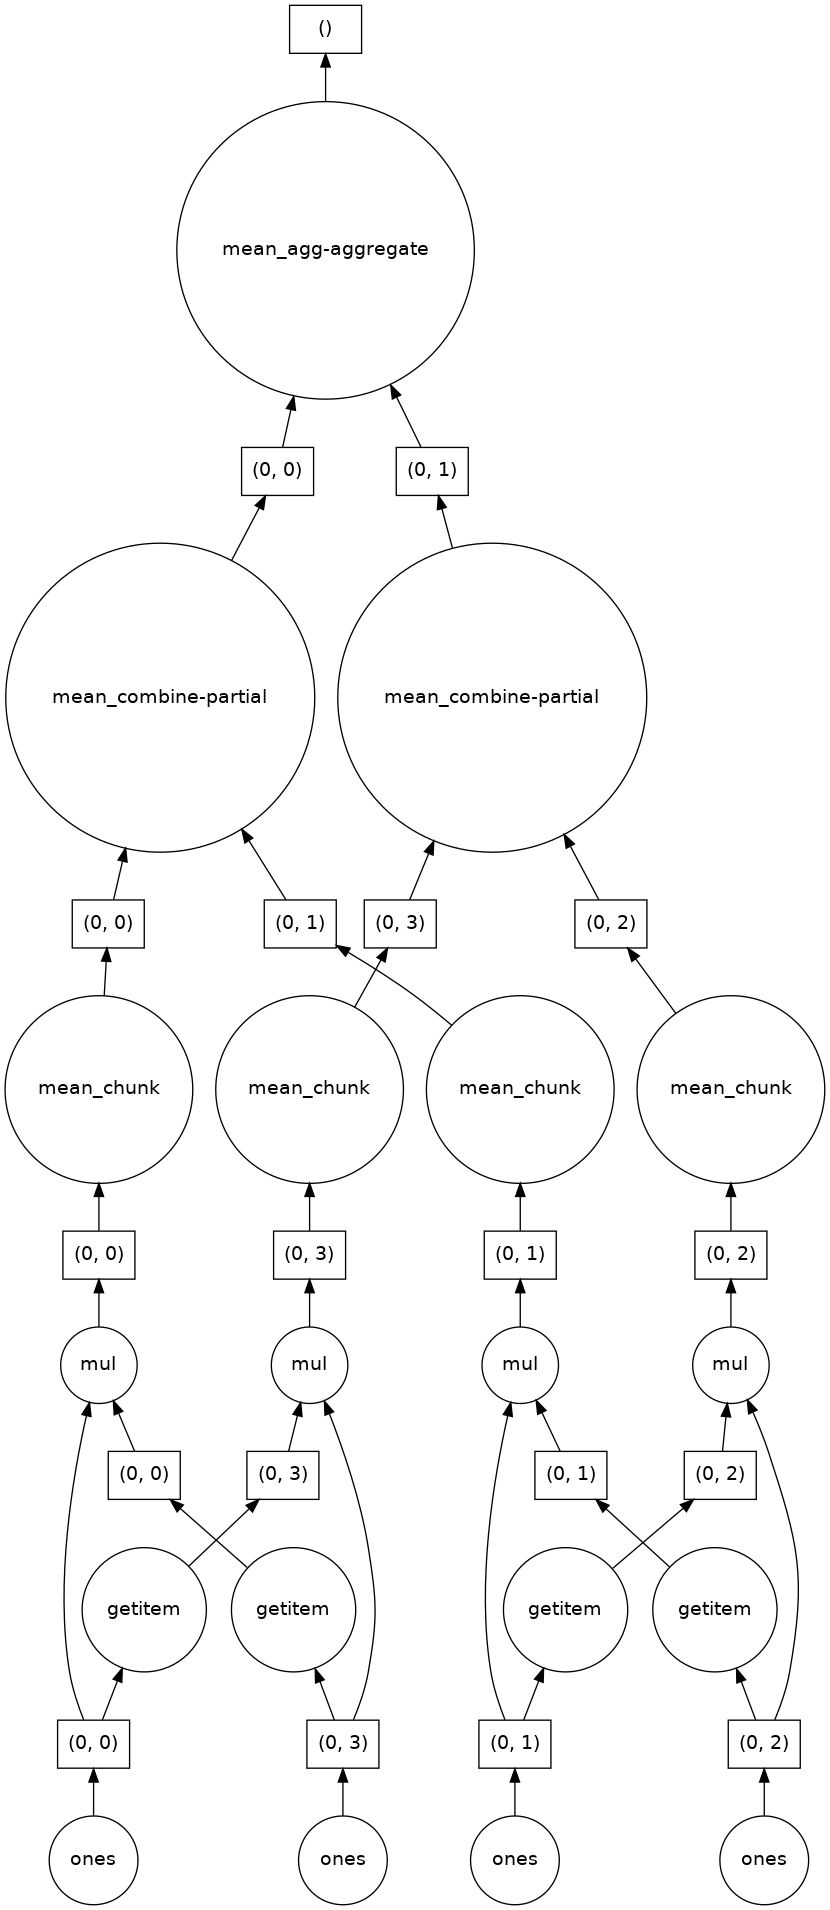 ()
mean_agg-aggregate
(0, 0)
(0, 1)
mean_combine-partial
mean_combine-partial
(0, 0)
(0, 1)
(0, 3)
(0, 2)
mean_chunk
mean_chunk
mean_chunk
mean_chunk
(0, 0)
(0, 3)
(0, 1)
(0, 2)
mul
mul
mul
mul
(0, 0)
(0, 3)
(0, 1)
(0, 2)
getitem
getitem
getitem
getitem
(0, 0)
(0, 3)
(0, 1)
(0, 2)
ones
ones
ones
ones